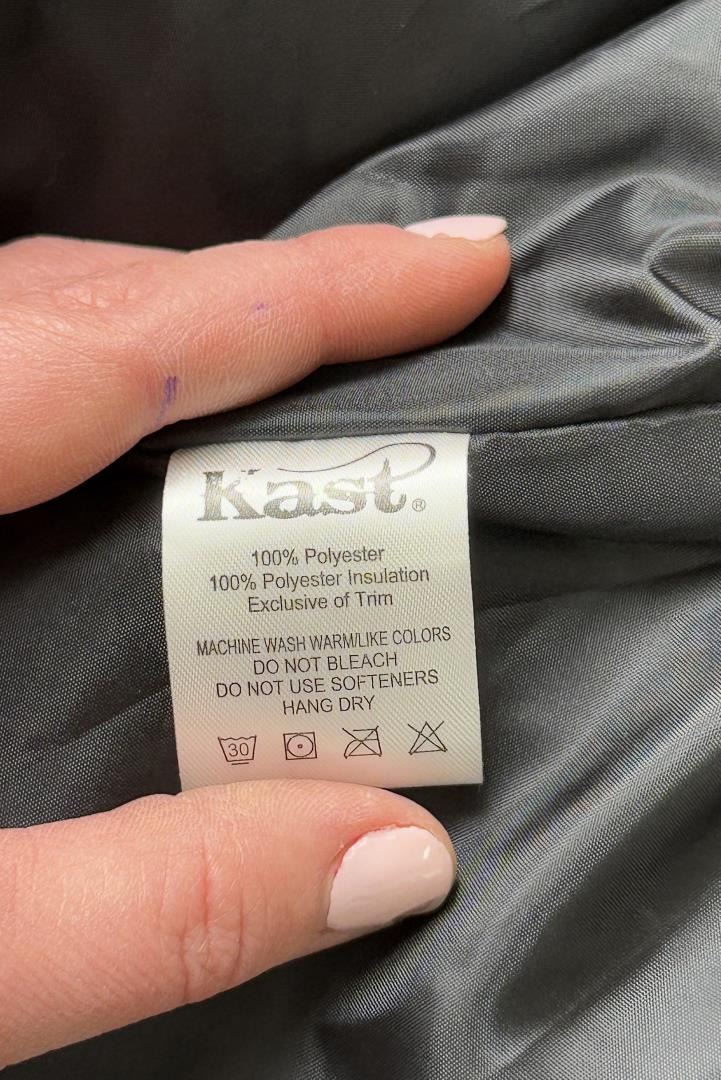 Kast®
100% Polyester
100% Polyester Insulation
Exclusive of Trim
MACHINE WASH WARM/LIKE COLORS
DO NOT BLEACH
DO NOT USE SOFTENERS
HANG DRY
30